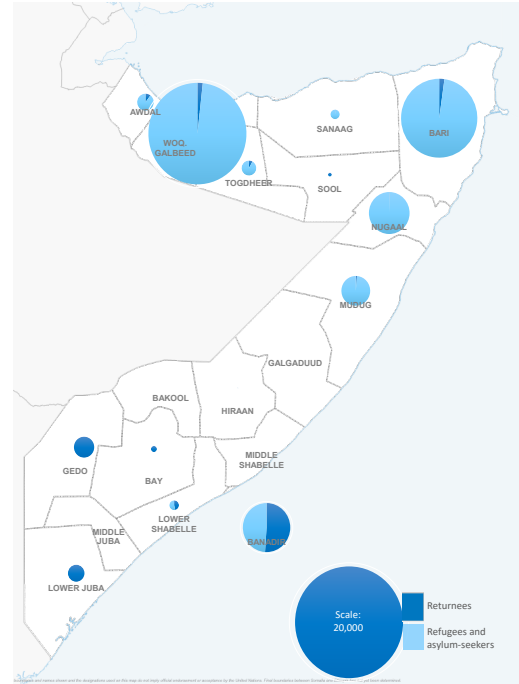 AWDAL
WOQ.
GALBEED
TOGDHEER
SANAAG
SOOL
BARI
NUGAAL
MUDUG
GALGADUUD
BAKOOL
HIRAAN
MIDDLE
SHABELLE
GEDO
BAY
LOWER
SHABELLE
MIDDLE
JUBA
BANADIR
LOWER JUBA
Scale:
20,000
Returnees
Refugees and
asylum-seekers